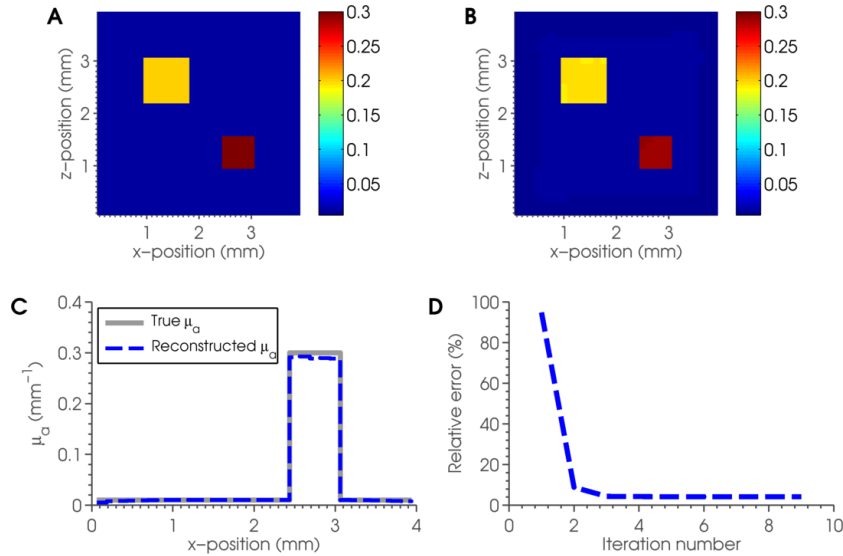 A
z-position (mm)
3
2
1
1 2 3
x-position (mm)
0.3
0.25
0.2
0.15
0.1
0.05
B
z-position (mm)
3
2
1
1 2 3
x-position (mm)
0.3
0.25
0.2
0.15
0.1
0.05
C
μa (mm⁻¹)
0.4
0.3
0.2
0.1
0
True μa
Reconstructed μa
0 1 2 3 4
x-position (mm)
D
Relative error (%)
100
80
60
40
20
0
0 2 4 6 8 10
Iteration number